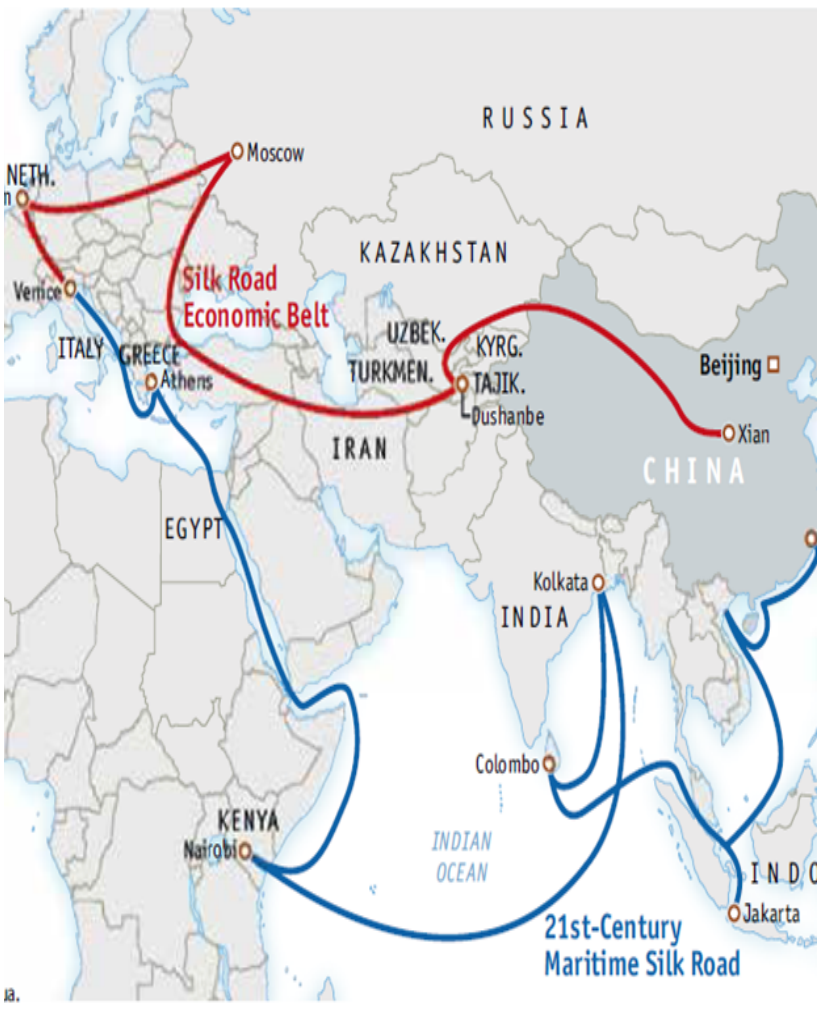 RUSSIA
Moscow
NETH.
n
KAZAKHSTAN
Silk Road
Economic Belt
Venice
UZBEK.
KYRG.
ITALY
GREECE
TURKMEN.
TAJIK.
Beijing
Athens
Dushanbe
Xian
IRAN
CHINA
EGYPT
Kolkata
INDIA
Colombo
KENYA
Nairobi
INDIAN
OCEAN
INDO
Jakarta
21st-Century
Maritime Silk Road
ua.